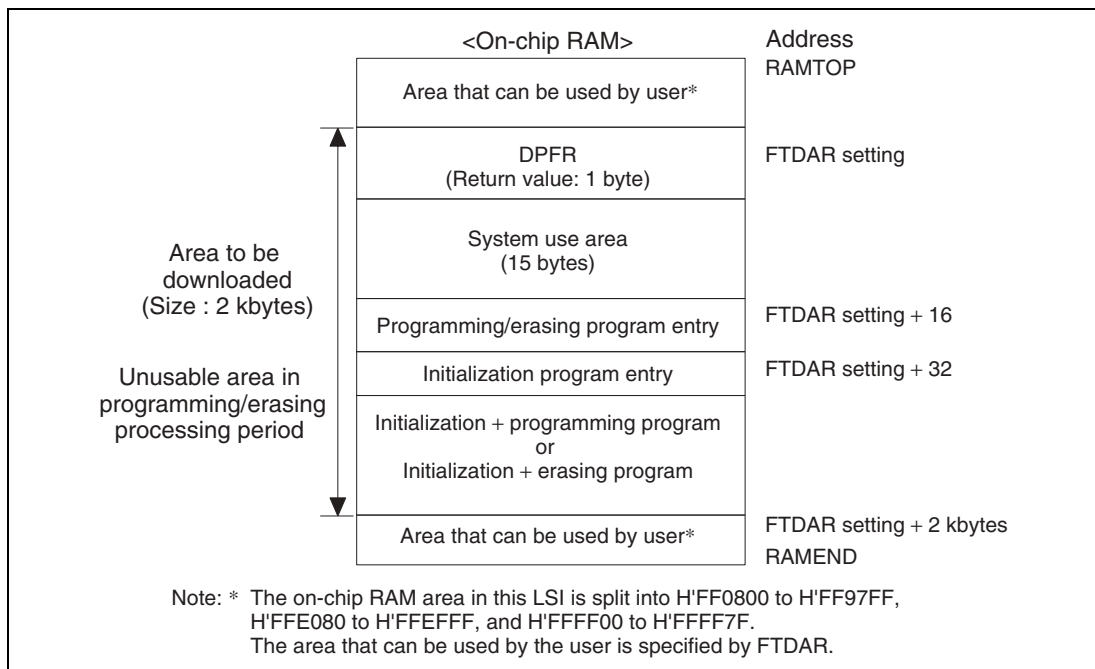 <On-chip RAM>
Address
RAMTOP
Area that can be used by user*
DPFR
(Return value: 1 byte)
FTDAR setting
System use area
(15 bytes)
Area to be
downloaded
(Size : 2 kbytes)
Programming/erasing program entry
FTDAR setting + 16
Initialization program entry
FTDAR setting + 32
Unusable area in
programming/erasing
processing period
Initialization + programming program
or
Initialization + erasing program
Area that can be used by user*
FTDAR setting + 2 kbytes
RAMEND
Note: * The on-chip RAM area in this LSI is split into H'FF0800 to H'FF97FF,
H'FFE080 to H'FFEFFF, and H'FFFF00 to H'FFFF7F.
The area that can be used by the user is specified by FTDAR.